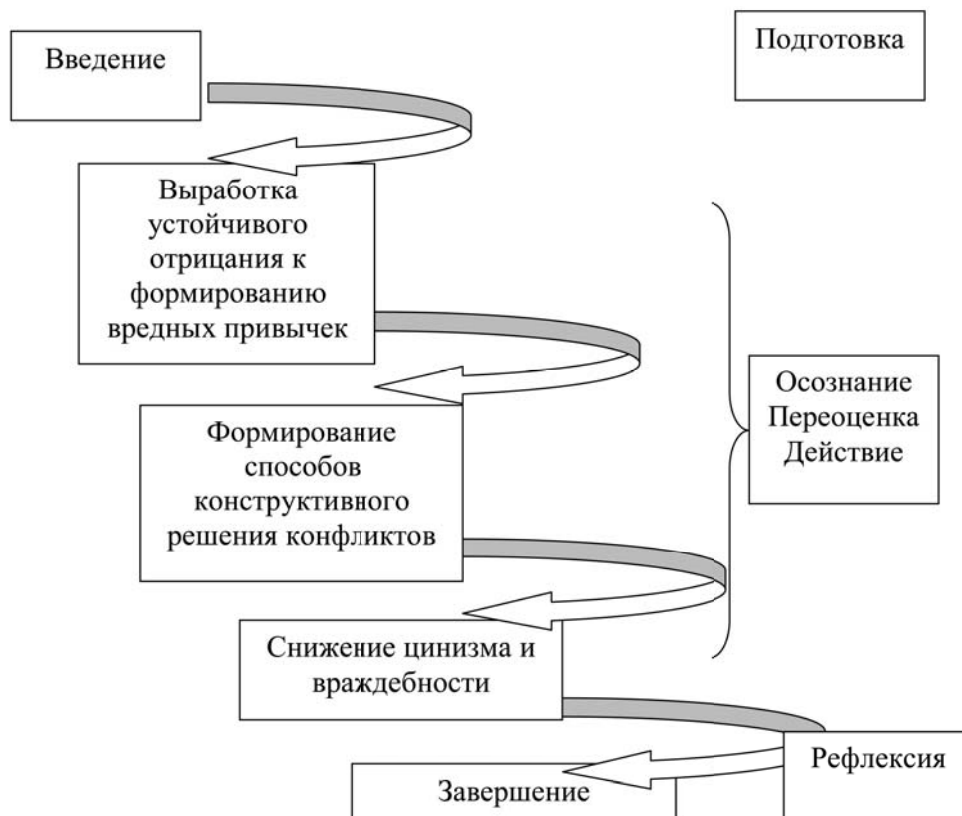 Введение
Подготовка
Выработка
устойчивого
отрицания к
формированию
вредных привычек
Осознание
Переоценка
Действие
Формирование
способов
конструктивного
решения конфликтов
Снижение цинизма и
враждебности
Рефлексия
Завершение